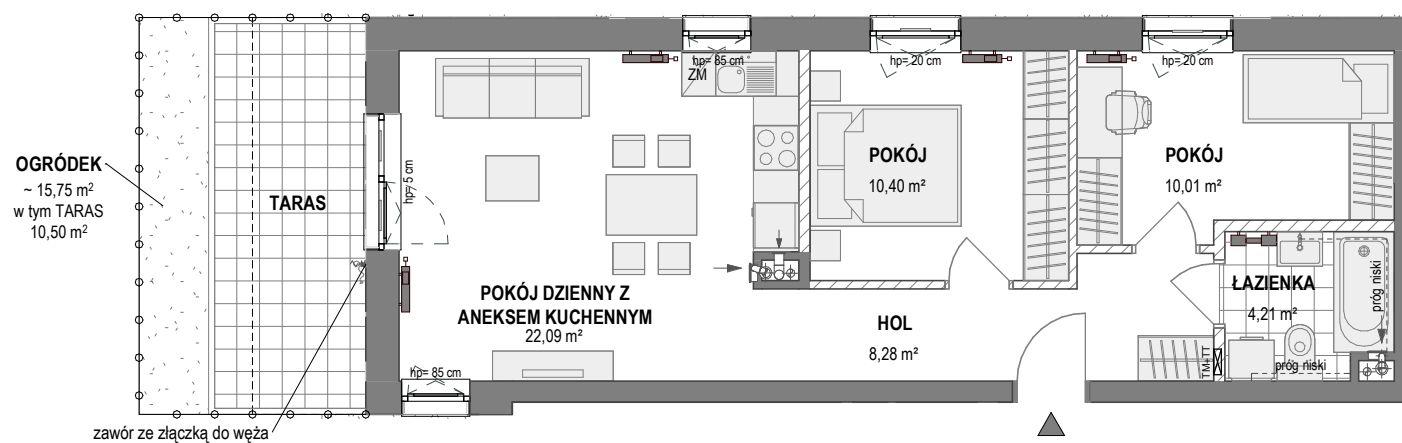 hp= 85 cm
ZM
hp= 20 cm
hp= 20 cm
OGRÓDEK
~ 15,75 m²
w tym TARAS
10,50 m²
TARAS
hp= 5 cm
POKÓJ
10,40 m²
POKÓJ
10,01 m²
POKÓJ DZIENNY Z
ANEKSEM KUCHENNYM
22,09 m²
HOL
8,28 m²
ŁAZIENKA
4,21 m²
próg niski
próg niski
TM+TT
hp= 85 cm
zawór ze złączką do węża